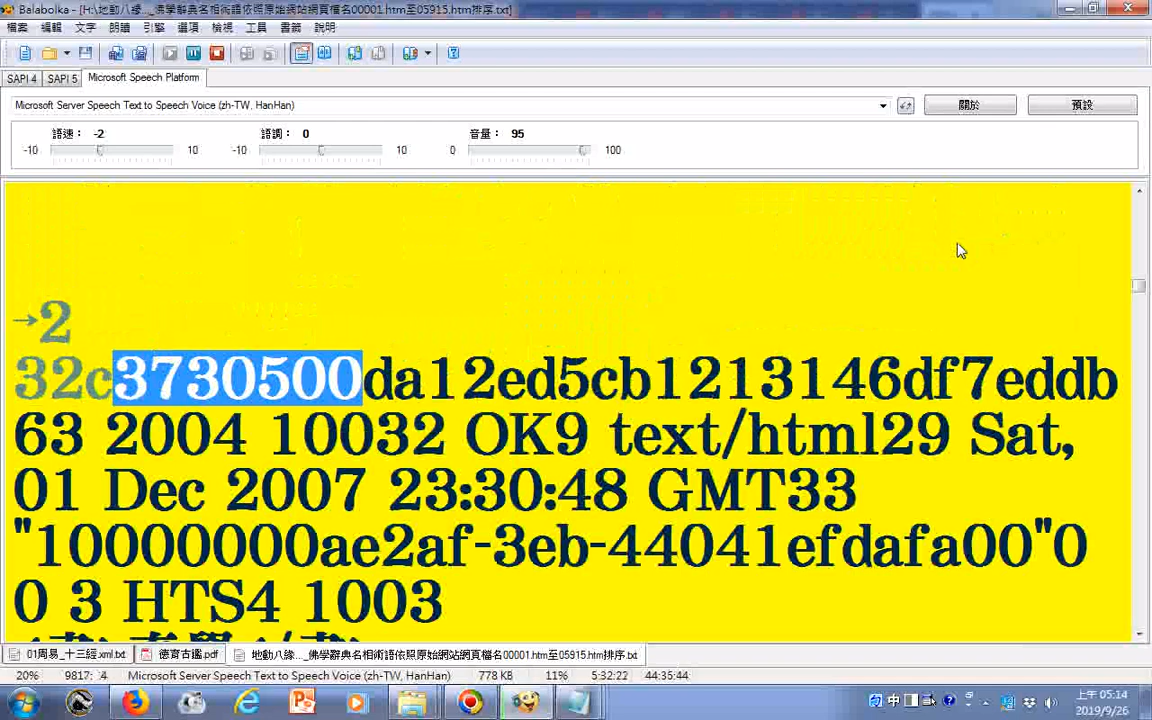 Balabolka - [H:\地動八緣..._佛學辭典名相術語依照原始網站網頁檔名00001.htm至05915.htm排序.txt]
檔案 編輯 文字 朗讀 引擎 選項 檢視 工具 書籤 說明
SAPI 4 SAPI 5 Microsoft Speech Platform
Microsoft Server Speech Text to Speech Voice (zh-TW, HanHan) 關於 預設
語速: -2 語調: 0 音量: 95
-10 10 -10 10 0 100
→2
32c3730500da12ed5cb1213146df7eddb
63 2004 10032 OK9 text/html29 Sat,
01 Dec 2007 23:30:48 GMT33
"10000000ae2af-3eb-44041efdafa00"0
0 3 HTS4 1003
01周易_十三經.xml.txt 德育古鑑.pdf 地動八緣..._佛學辭典名相術語依照原始網站網頁檔名00001.htm至05915.htm排序.txt
20% 9817: 4 Microsoft Server Speech Text to Speech Voice (zh-TW, HanHan) 778 KB 11% 5:32:22 44:35:44
中 上午 05:14
2019/9/26